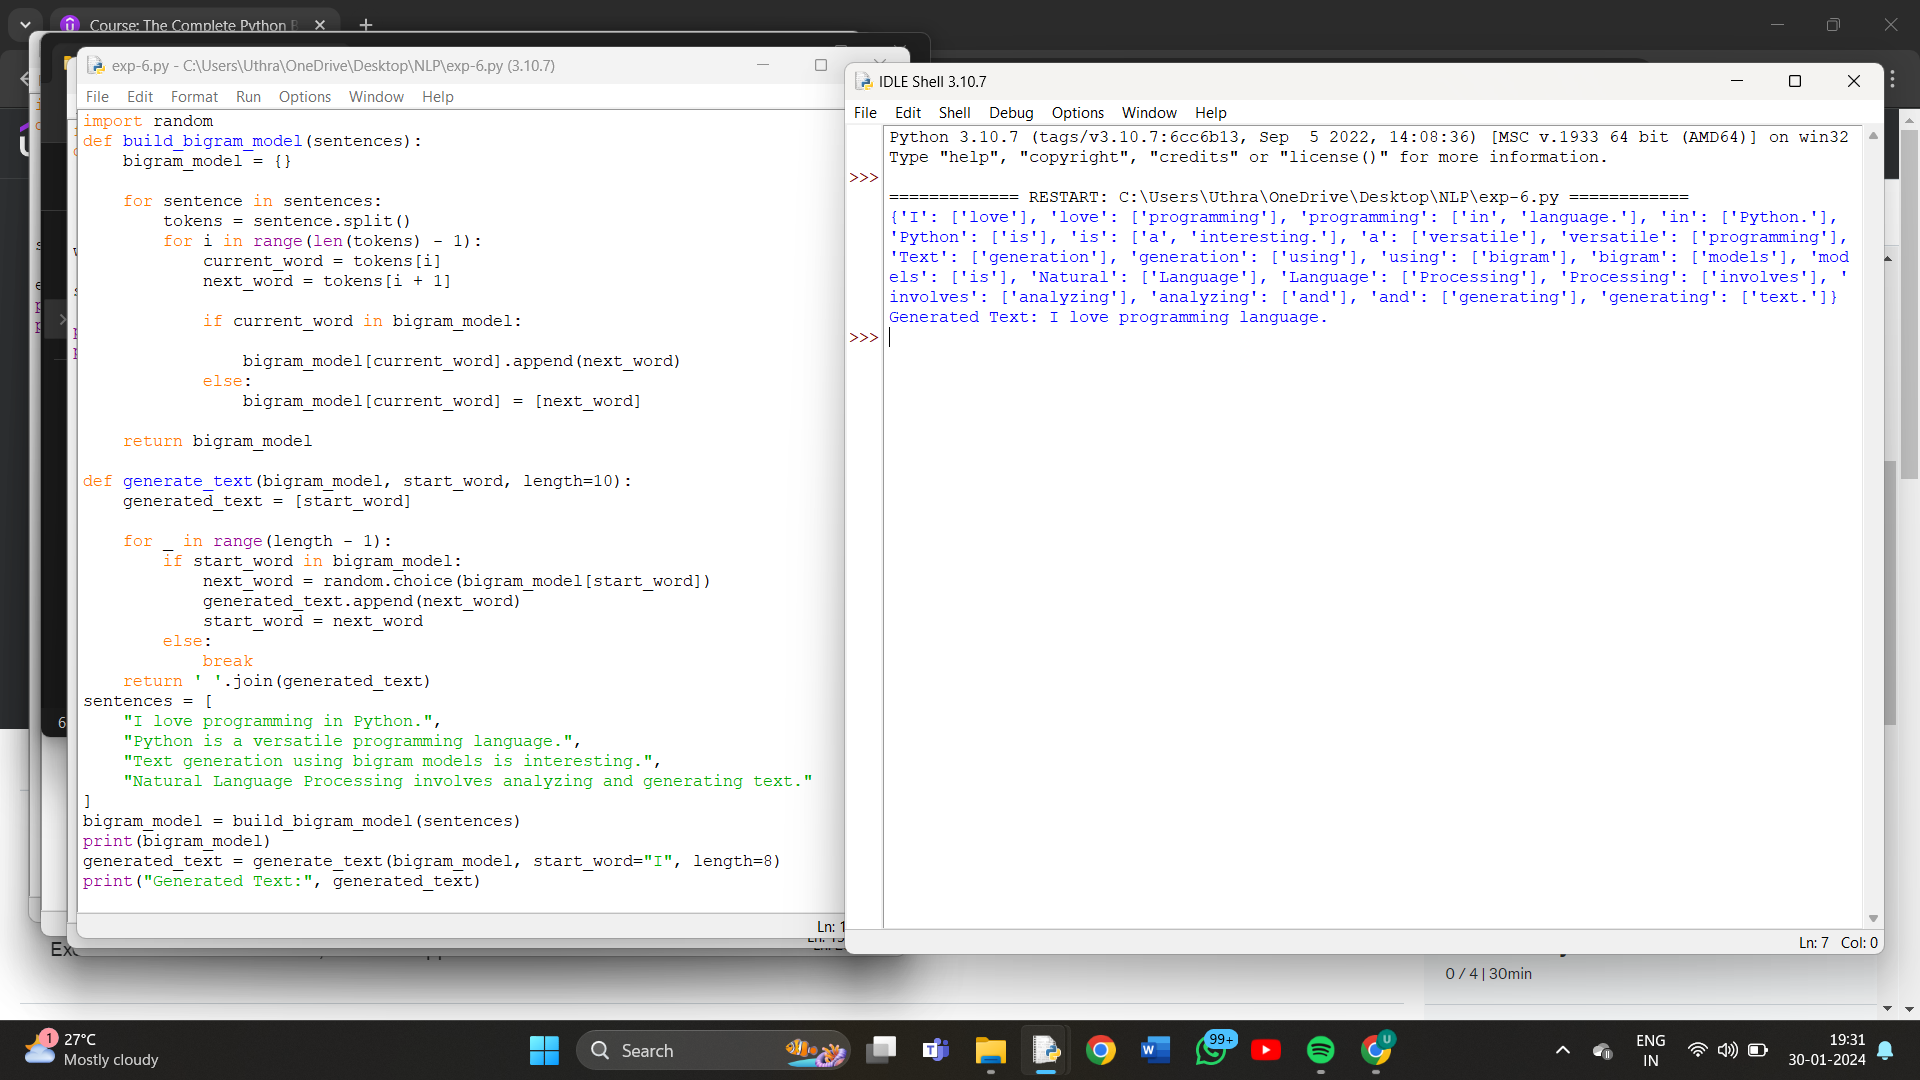 Course: The Complete Python B
exp-6.py - C:\Users\Uthra\OneDrive\Desktop\NLP\exp-6.py (3.10.7)
File Edit Format Run Options Window Help
import random
def build_bigram_model(sentences):
    bigram_model = {}
    for sentence in sentences:
        tokens = sentence.split()
        for i in range(len(tokens) - 1):
            current_word = tokens[i]
            next_word = tokens[i + 1]
            if current_word in bigram_model:
                bigram_model[current_word].append(next_word)
            else:
                bigram_model[current_word] = [next_word]
    return bigram_model
def generate_text(bigram_model, start_word, length=10):
    generated_text = [start_word]
    for _ in range(length - 1):
        if start_word in bigram_model:
            next_word = random.choice(bigram_model[start_word])
            generated_text.append(next_word)
            start_word = next_word
        else:
            break
    return ' '.join(generated_text)
sentences = [
    "I love programming in Python.",
    "Python is a versatile programming language.",
    "Text generation using bigram models is interesting.",
    "Natural Language Processing involves analyzing and generating text."
]
bigram_model = build_bigram_model(sentences)
print(bigram_model)
generated_text = generate_text(bigram_model, start_word="I", length=8)
print("Generated Text:", generated_text)
Ln: 1
IDLE Shell 3.10.7
File Edit Shell Debug Options Window Help
Python 3.10.7 (tags/v3.10.7:6cc6b13, Sep  5 2022, 14:08:36) [MSC v.1933 64 bit (AMD64)] on win32
Type "help", "copyright", "credits" or "license()" for more information.
>>>
============= RESTART: C:\Users\Uthra\OneDrive\Desktop\NLP\exp-6.py ============
{'I': ['love'], 'love': ['programming'], 'programming': ['in', 'language.'], 'in': ['Python.'],
'Python': ['is'], 'is': ['a', 'interesting.'], 'a': ['versatile'], 'versatile': ['programming'],
'Text': ['generation'], 'generation': ['using'], 'using': ['bigram'], 'bigram': ['models'], 'mod
els': ['is'], 'Natural': ['Language'], 'Language': ['Processing'], 'Processing': ['involves'], '
involves': ['analyzing'], 'analyzing': ['and'], 'and': ['generating'], 'generating': ['text.']}
Generated Text: I love programming language.
>>>
Ln: 7 Col: 0
0 / 4 | 30min
1
27°C
Mostly cloudy
Search
99+
U
ENG
IN
19:31
30-01-2024